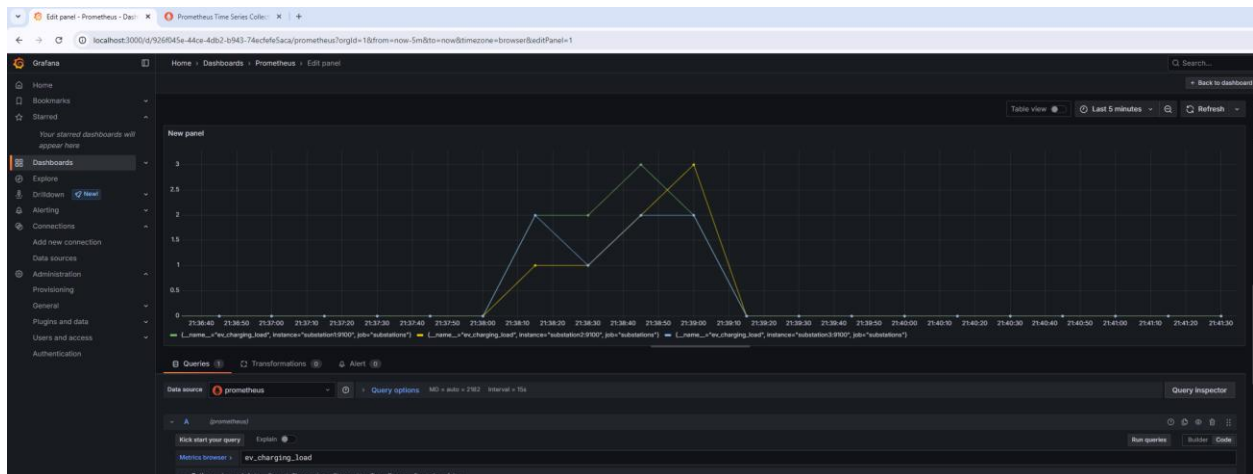 Edit panel - Prometheus - Dash
Prometheus Time Series Collec
localhost:3000/d/926f045e-44ce-4db2-b943-74ecfefe5aca/prometheus?orgId=1&from=now-5m&to=now&timezone=browser&editPanel=1
Grafana
Home › Dashboards › Prometheus › Edit panel
Search...
Home
Back to dashboard
Bookmarks
Starred
Table view
Last 5 minutes
Refresh
Your starred dashboards will
appear here
New panel
Dashboards
Explore
Drilldown
New!
Alerting
Connections
Add new connection
Data sources
Administration
Provisioning
General
Plugins and data
Users and access
Authentication
3
2.5
2
1.5
1
0.5
0
21:36:40 21:36:50 21:37:00 21:37:10 21:37:20 21:37:30 21:37:40 21:37:50 21:38:00 21:38:10 21:38:20 21:38:30 21:38:40 21:38:50 21:39:00 21:39:10 21:39:20 21:39:30 21:39:40 21:39:50 21:40:00 21:40:10 21:40:20 21:40:30 21:40:40 21:40:50 21:41:00 21:41:10 21:41:20 21:41:30
{__name__="ev_charging_load", instance="substation1:9100", job="substations"} {__name__="ev_charging_load", instance="substation2:9100", job="substations"} {__name__="ev_charging_load", instance="substation3:9100", job="substations"}
Queries 1 Transformations 0 Alert 0
Data source prometheus Query options MD = auto = 2182 Interval = 15s Query inspector
A (prometheus)
Kick start your query Explain Run queries Builder Code
Metrics browser > ev_charging_load